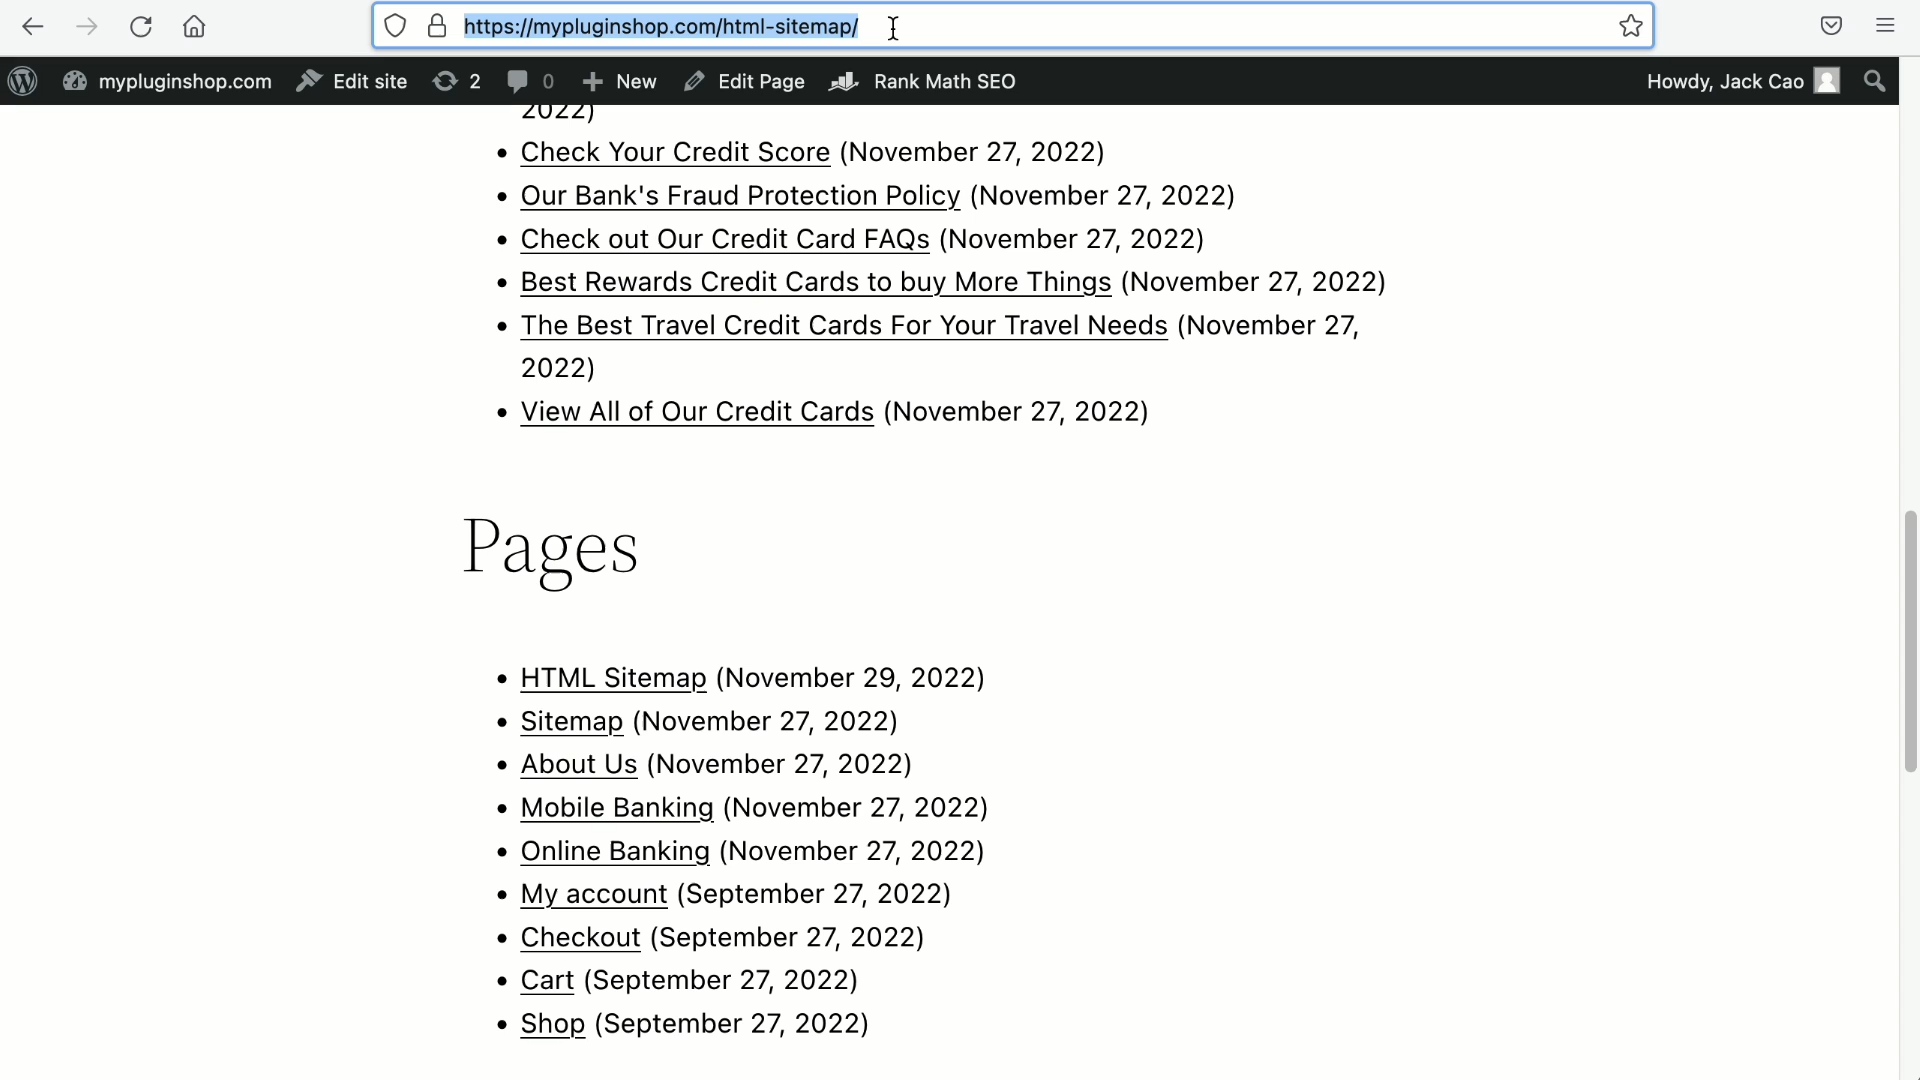 https://mypluginshop.com/html-sitemap/
mypluginshop.com Edit site 2 0 New Edit Page Rank Math SEO Howdy, Jack Cao
2022)
Check Your Credit Score (November 27, 2022)
Our Bank's Fraud Protection Policy (November 27, 2022)
Check out Our Credit Card FAQs (November 27, 2022)
Best Rewards Credit Cards to buy More Things (November 27, 2022)
The Best Travel Credit Cards For Your Travel Needs (November 27,
2022)
View All of Our Credit Cards (November 27, 2022)
Pages
HTML Sitemap (November 29, 2022)
Sitemap (November 27, 2022)
About Us (November 27, 2022)
Mobile Banking (November 27, 2022)
Online Banking (November 27, 2022)
My account (September 27, 2022)
Checkout (September 27, 2022)
Cart (September 27, 2022)
Shop (September 27, 2022)